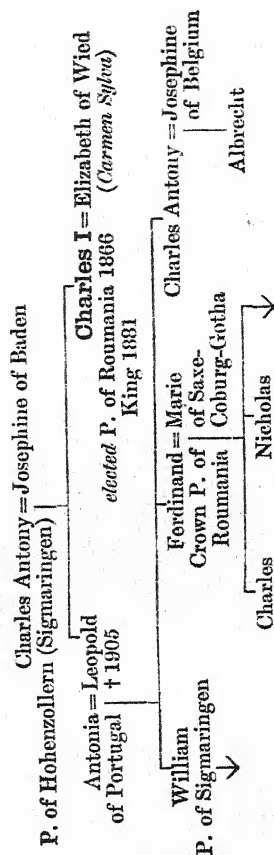 Charles Antony = Josephine of Baden
P. of Hohenzollern (Sigmaringen)
Antonia = Leopold
of Portugal † 1905
Charles I = Elizabeth of Wied
elected P. of Roumania 1866 (Carmen Sylva)
King 1881
William
P. of Sigmaringen
Ferdinand = Marie
Crown P. of of Saxe-
Roumania Coburg-Gotha
Charles Antony = Josephine
of Belgium
Charles Nicholas
Albrecht